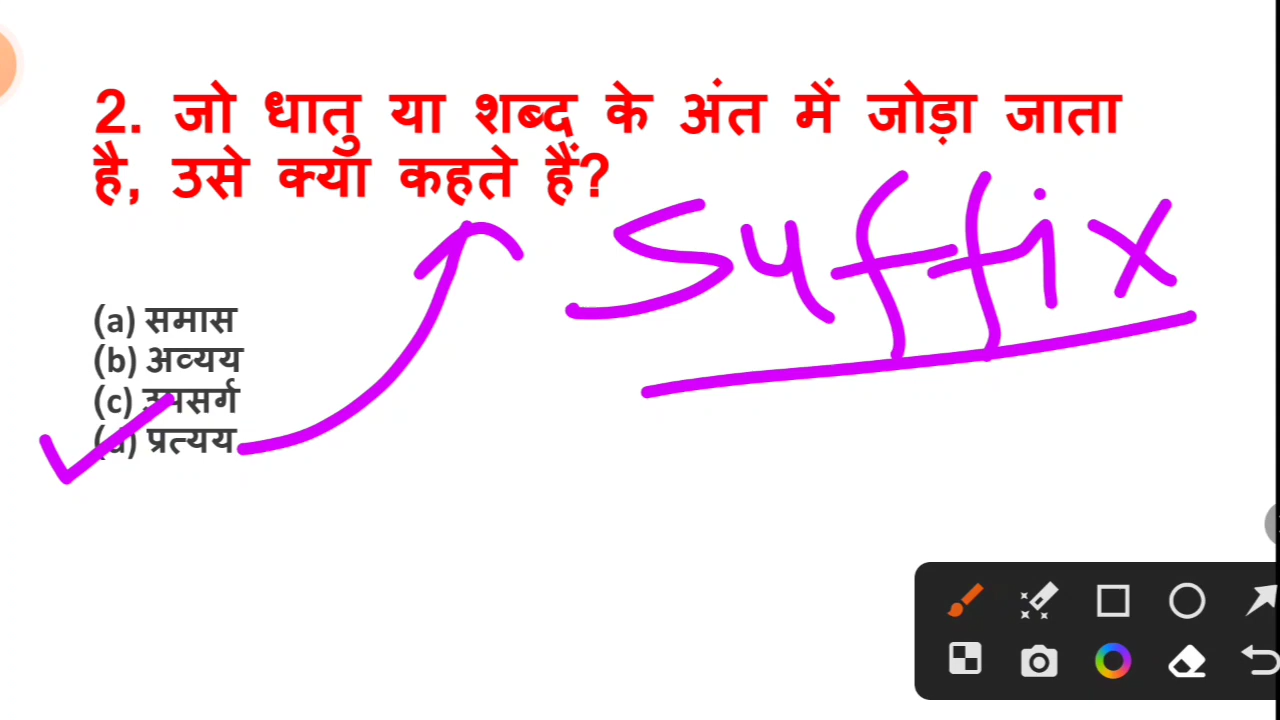 2. जो धातु या शब्द के अंत में जोड़ा जाता
है, उसे क्या कहते हैं?
suffix
(a) समास
(b) अव्यय
(c) उपसर्ग
(d) प्रत्यय